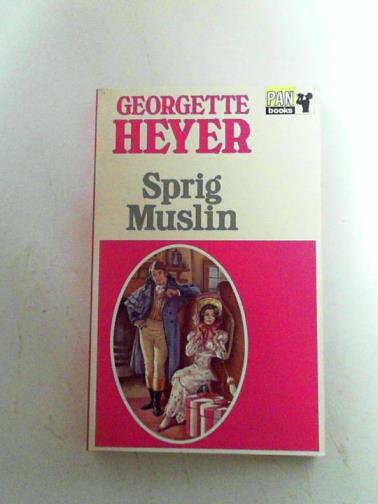 GEORGETTE
HEYER
PAN
books
Sprig
Muslin